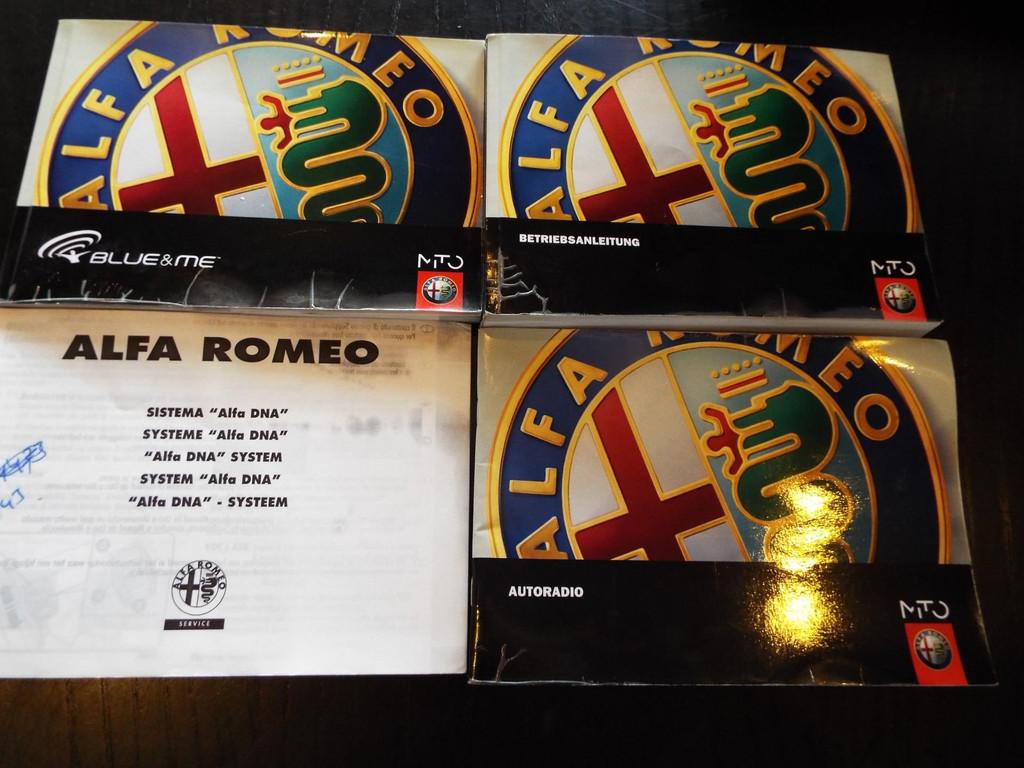 ALFA ROMEO
BLUE&ME™
MiTO
ALFA ROMEO
BETRIEBSANLEITUNG
MiTO
ALFA ROMEO
SISTEMA "Alfa DNA"
SYSTEME "Alfa DNA"
"Alfa DNA" SYSTEM
SYSTEM "Alfa DNA"
"Alfa DNA" - SYSTEEM
ALFA ROMEO
SERVICE
ALFA ROMEO
AUTORADIO
MiTO